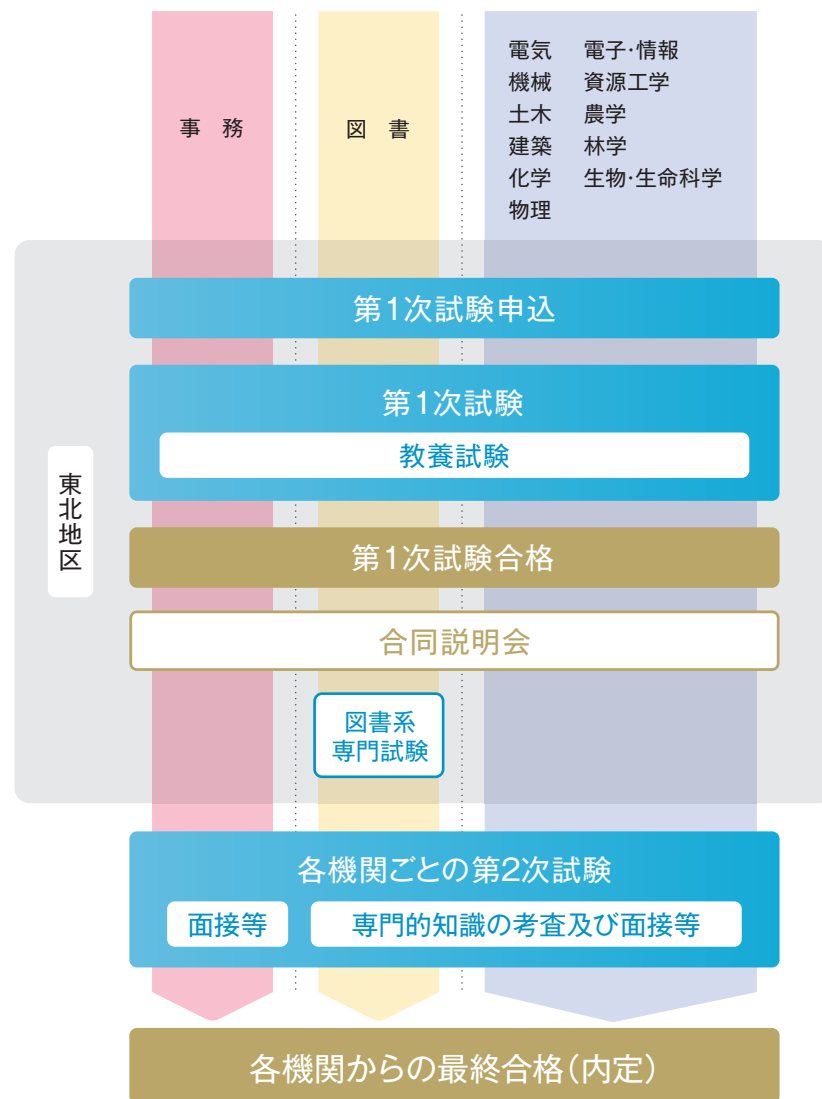 事　務
図　書
電気　電子・情報
機械　資源工学
土木　農学
建築　林学
化学　生物・生命科学
物理
東北地区
第1次試験申込
第1次試験
教養試験
第1次試験合格
合同説明会
図書系
専門試験
各機関ごとの第2次試験
面接等
専門的知識の考査及び面接等
各機関からの最終合格（内定）